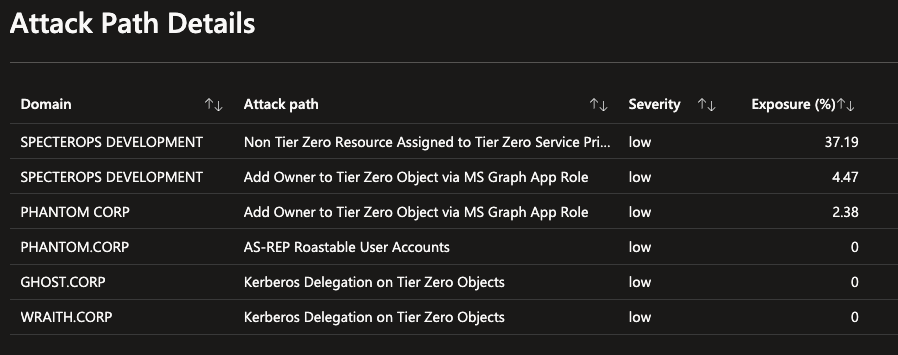 Attack Path Details
Domain Attack path Severity Exposure (%)
SPECTEROPS DEVELOPMENT Non Tier Zero Resource Assigned to Tier Zero Service Pri... low 37.19
SPECTEROPS DEVELOPMENT Add Owner to Tier Zero Object via MS Graph App Role low 4.47
PHANTOM CORP Add Owner to Tier Zero Object via MS Graph App Role low 2.38
PHANTOM.CORP AS-REP Roastable User Accounts low 0
GHOST.CORP Kerberos Delegation on Tier Zero Objects low 0
WRAITH.CORP Kerberos Delegation on Tier Zero Objects low 0